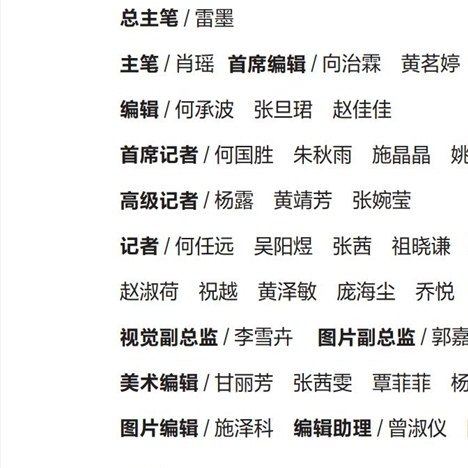 总主笔 / 雷墨
主笔 / 肖瑶 首席编辑 / 向治霖 黄茗婷
编辑 / 何承波 张旦珺 赵佳佳
首席记者 / 何国胜 朱秋雨 施晶晶 姚
高级记者 / 杨露 黄靖芳 张婉莹
记者 / 何任远 吴阳煜 张茜 祖晓谦
赵淑荷 祝越 黄泽敏 庞海尘 乔悦
视觉副总监 / 李雪卉 图片副总监 / 郭嘉
美术编辑 / 甘丽芳 张茜雯 覃菲菲 杨
图片编辑 / 施泽科 编辑助理 / 曾淑仪